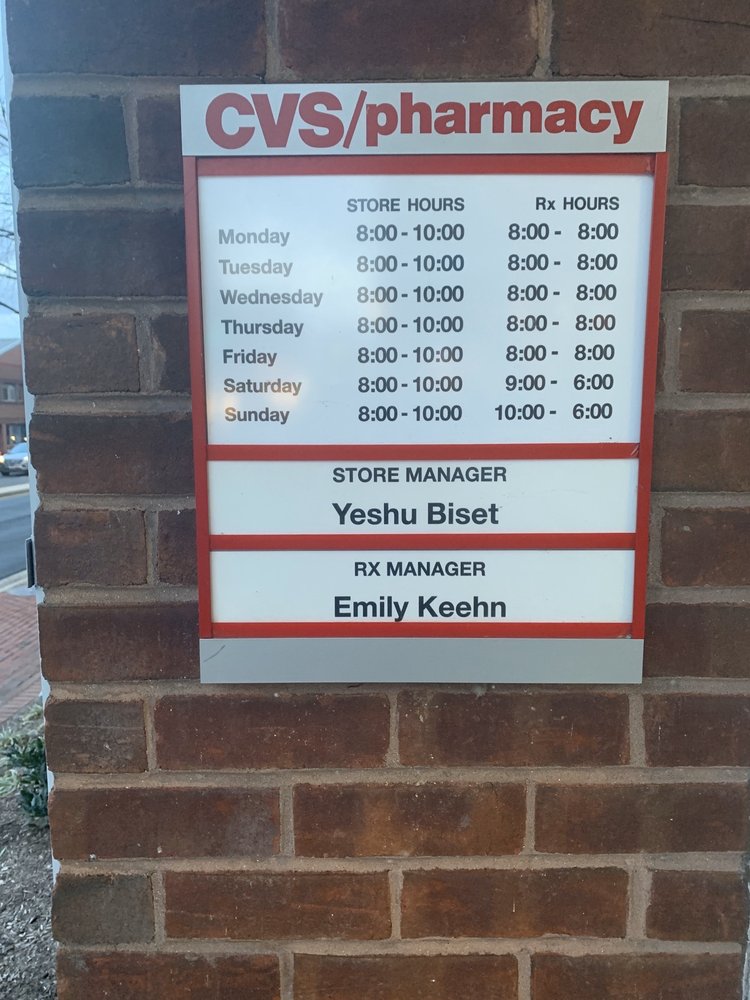 CVS/pharmacy
STORE HOURS Rx HOURS
Monday 8:00 - 10:00 8:00 - 8:00
Tuesday 8:00 - 10:00 8:00 - 8:00
Wednesday 8:00 - 10:00 8:00 - 8:00
Thursday 8:00 - 10:00 8:00 - 8:00
Friday 8:00 - 10:00 8:00 - 8:00
Saturday 8:00 - 10:00 9:00 - 6:00
Sunday 8:00 - 10:00 10:00 - 6:00
STORE MANAGER
Yeshu Biset
RX MANAGER
Emily Keehn